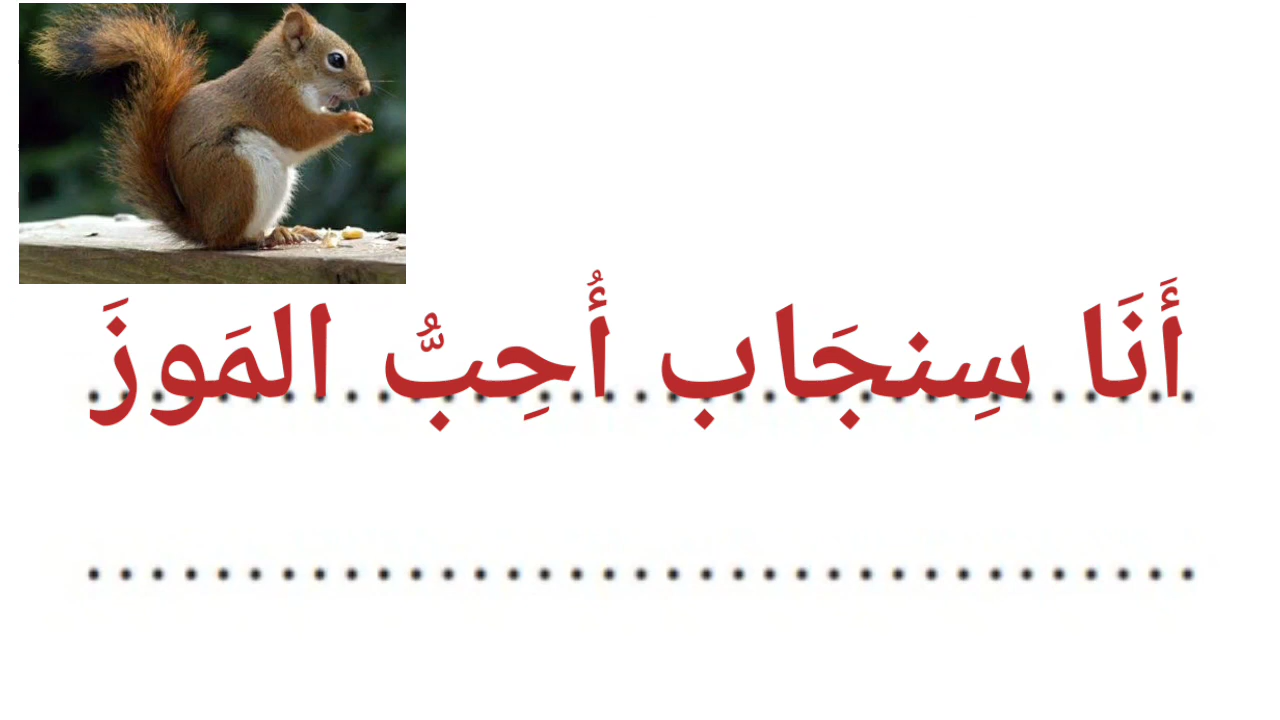 أَنَا سِنجَاب أُحِبُّ المَوزَ